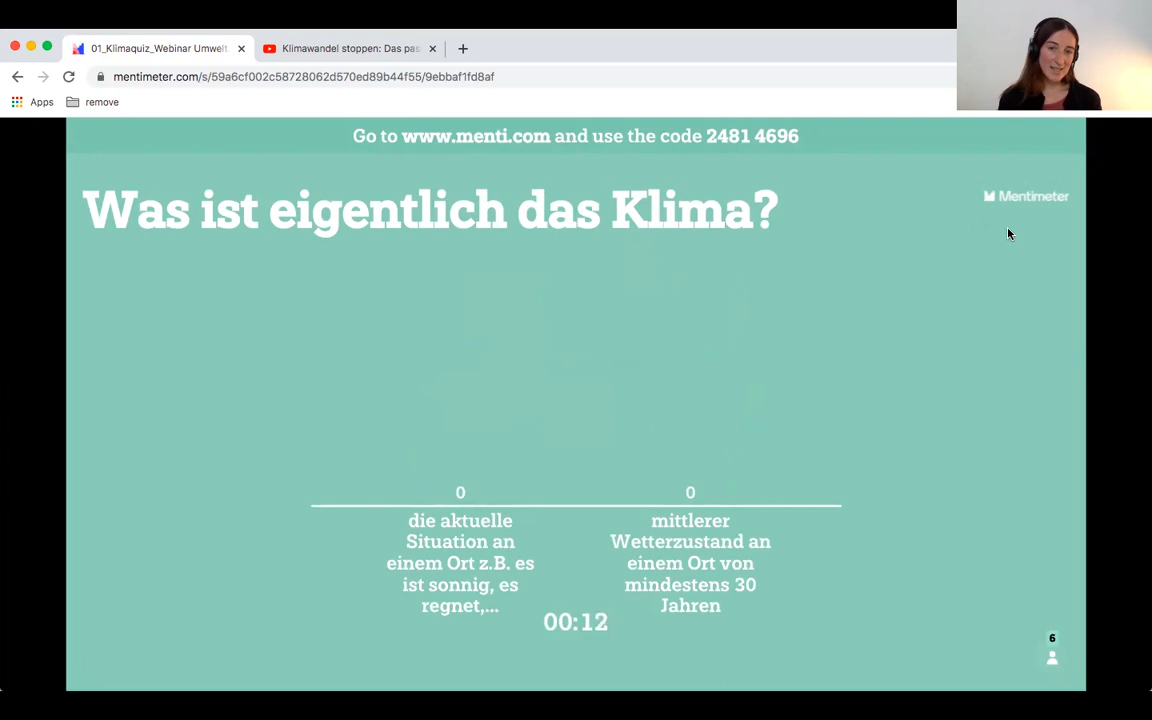 01_Klimaquiz_Webinar Umwelt
Klimawandel stoppen: Das pas
mentimeter.com/s/59a6cf002c58728062d570ed89b44f55/9ebbaf1fd8af
Apps
remove
Go to www.menti.com and use the code 2481 4696
Was ist eigentlich das Klima?
Mentimeter
0
0
die aktuelle
Situation an
einem Ort z.B. es
ist sonnig, es
regnet,...
mittlerer
Wetterzustand an
einem Ort von
mindestens 30
Jahren
00:12
6